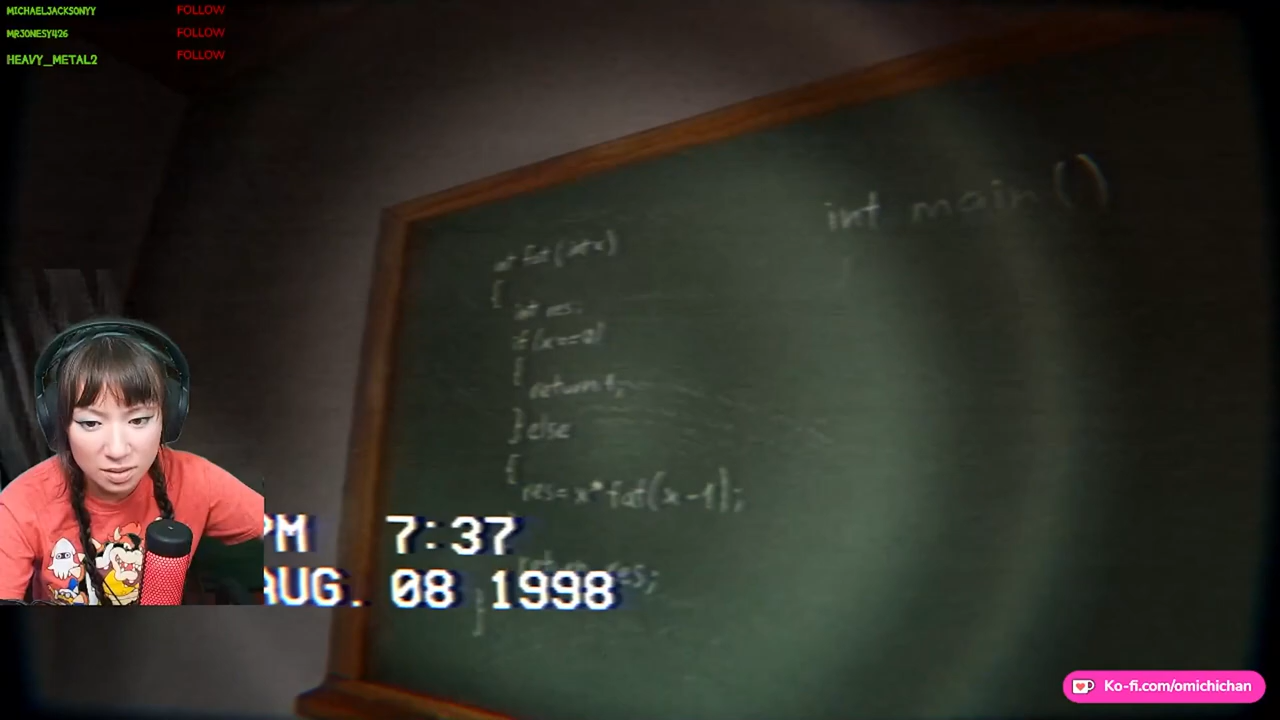 MICHAELJACKSONYY FOLLOW
MRJONESY426 FOLLOW
HEAVY_METAL2 FOLLOW
int main()
fat(int x)
{
int res;
if(x==0)
{
return 1;
}else
{
res=x*fat(x-1);
return res;
}
PM 7:37
AUG. 08 1998
Ko-fi.com/omichichan